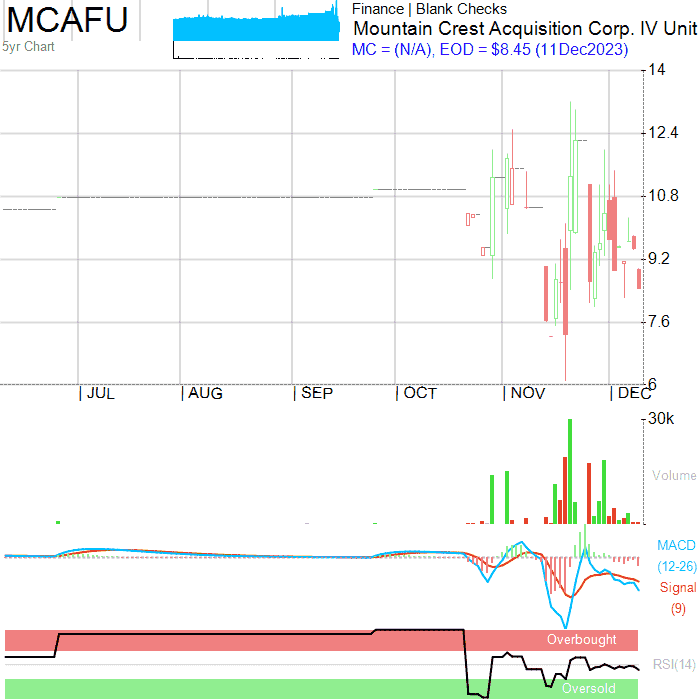 MCAFU
5yr Chart
Finance | Blank Checks
Mountain Crest Acquisition Corp. IV Unit
MC = (N/A), EOD = $8.45 (11Dec2023)
14
12.4
10.8
9.2
7.6
6
| JUL | AUG | SEP | OCT | NOV | DEC
30k
Volume
MACD
(12-26)
Signal
(9)
Overbought
RSI(14)
Oversold